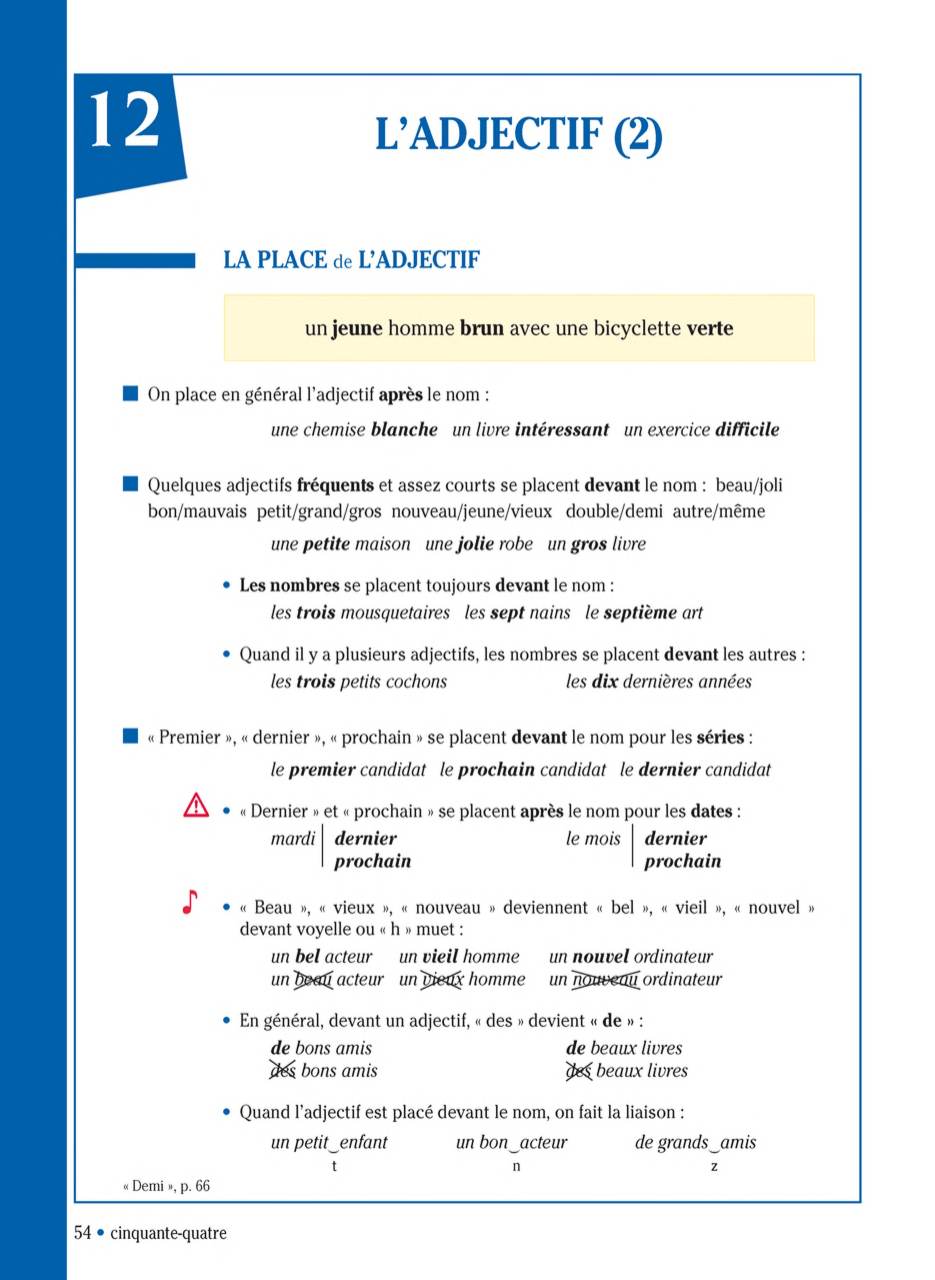 12
L'ADJECTIF (2)
LA PLACE de L'ADJECTIF
un jeune homme brun avec une bicyclette verte
On place en général l'adjectif après le nom :
une chemise blanche un livre intéressant un exercice difficile
Quelques adjectifs fréquents et assez courts se placent devant le nom : beau/joli
bon/mauvais petit/grand/gros nouveau/jeune/vieux double/demi autre/même
une petite maison une jolie robe un gros livre
• Les nombres se placent toujours devant le nom :
les trois mousquetaires les sept nains le septième art
• Quand il y a plusieurs adjectifs, les nombres se placent devant les autres :
les trois petits cochons les dix dernières années
« Premier », « dernier », « prochain » se placent devant le nom pour les séries :
le premier candidat le prochain candidat le dernier candidat
• « Dernier » et « prochain » se placent après le nom pour les dates :
mardi dernier le mois dernier
prochain prochain
• « Beau », « vieux », « nouveau » deviennent « bel », « vieil », « nouvel »
devant voyelle ou « h » muet :
un bel acteur un vieil homme un nouvel ordinateur
un beau acteur un vieux homme un nouveau ordinateur
• En général, devant un adjectif, « des » devient « de » :
de bons amis de beaux livres
des bons amis des beaux livres
• Quand l'adjectif est placé devant le nom, on fait la liaison :
un petit‿enfant un bon‿acteur de grands‿amis
t n z
« Demi », p. 66
54 • cinquante-quatre